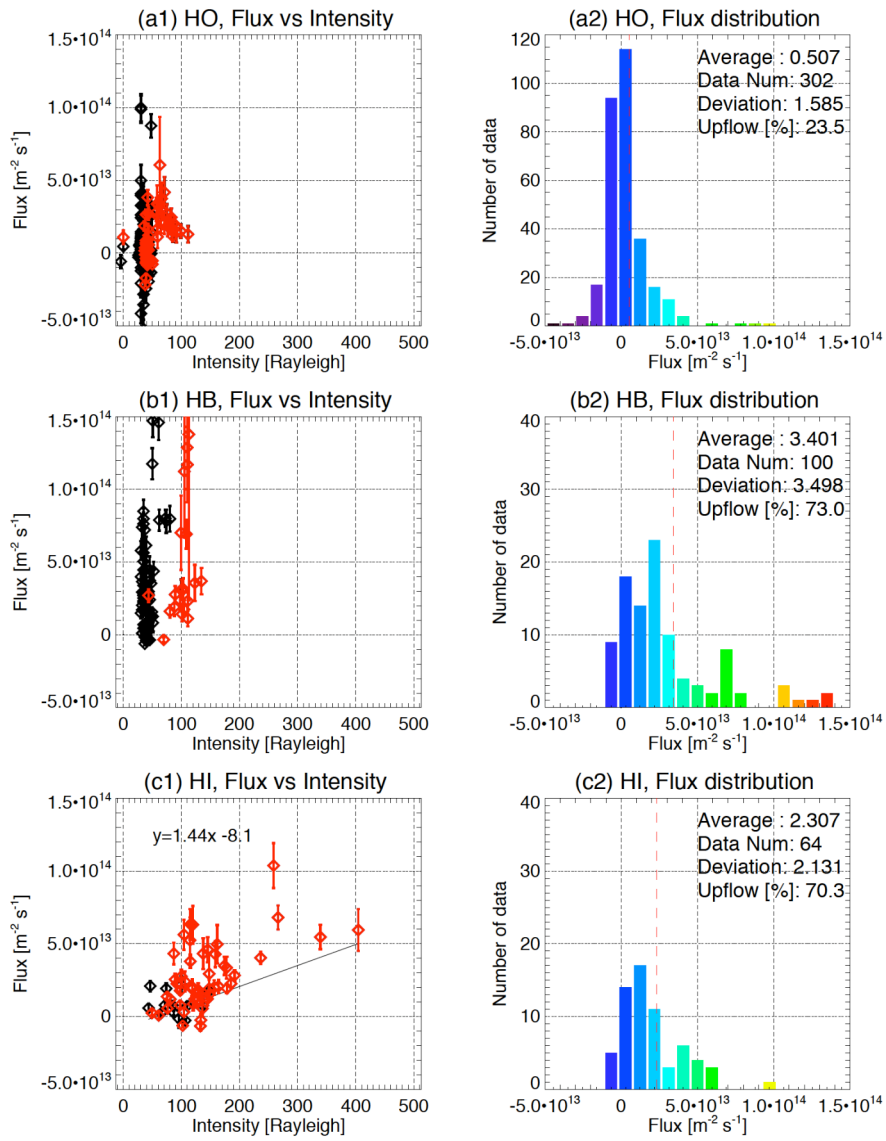 (a1) HO, Flux vs Intensity
1.5•10^14
1.0•10^14
5.0•10^13
0
-5.0•10^13
Flux [m^-2 s^-1]
0 100 200 300 400 500
Intensity [Rayleigh]
(a2) HO, Flux distribution
120
100
80
60
40
20
0
Number of data
Average : 0.507
Data Num: 302
Deviation: 1.585
Upflow [%]: 23.5
-5.0•10^13 0 5.0•10^13 1.0•10^14 1.5•10^14
Flux [m^-2 s^-1]
(b1) HB, Flux vs Intensity
1.5•10^14
1.0•10^14
5.0•10^13
0
-5.0•10^13
Flux [m^-2 s^-1]
0 100 200 300 400 500
Intensity [Rayleigh]
(b2) HB, Flux distribution
40
30
20
10
0
Number of data
Average : 3.401
Data Num: 100
Deviation: 3.498
Upflow [%]: 73.0
-5.0•10^13 0 5.0•10^13 1.0•10^14 1.5•10^14
Flux [m^-2 s^-1]
(c1) HI, Flux vs Intensity
1.5•10^14
1.0•10^14
5.0•10^13
0
-5.0•10^13
Flux [m^-2 s^-1]
y=1.44x -8.1
0 100 200 300 400 500
Intensity [Rayleigh]
(c2) HI, Flux distribution
40
30
20
10
0
Number of data
Average : 2.307
Data Num: 64
Deviation: 2.131
Upflow [%]: 70.3
-5.0•10^13 0 5.0•10^13 1.0•10^14 1.5•10^14
Flux [m^-2 s^-1]